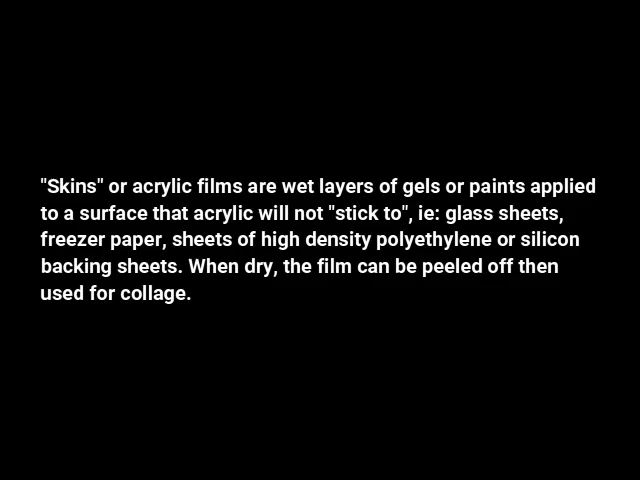 "Skins" or acrylic films are wet layers of gels or paints applied
to a surface that acrylic will not "stick to", ie: glass sheets,
freezer paper, sheets of high density polyethylene or silicon
backing sheets. When dry, the film can be peeled off then
used for collage.